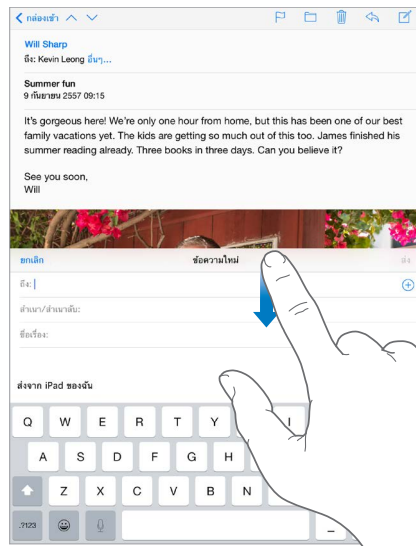 กล่องเข้า
Will Sharp
ถึง: Kevin Leong อื่นๆ...
Summer fun
9 กันยายน 2557 09:15
It's gorgeous here! We're only one hour from home, but this has been one of our best
family vacations yet. The kids are getting so much out of this too. James finished his
summer reading already. Three books in three days. Can you believe it?
See you soon,
Will
ยกเลิก ข้อความใหม่ ส่ง
ถึง:
สำเนา/สำเนาลับ:
ชื่อเรื่อง:
ส่งจาก iPad ของฉัน
Q W E R T Y I
A S D F G H
Z X C V B N
.?123